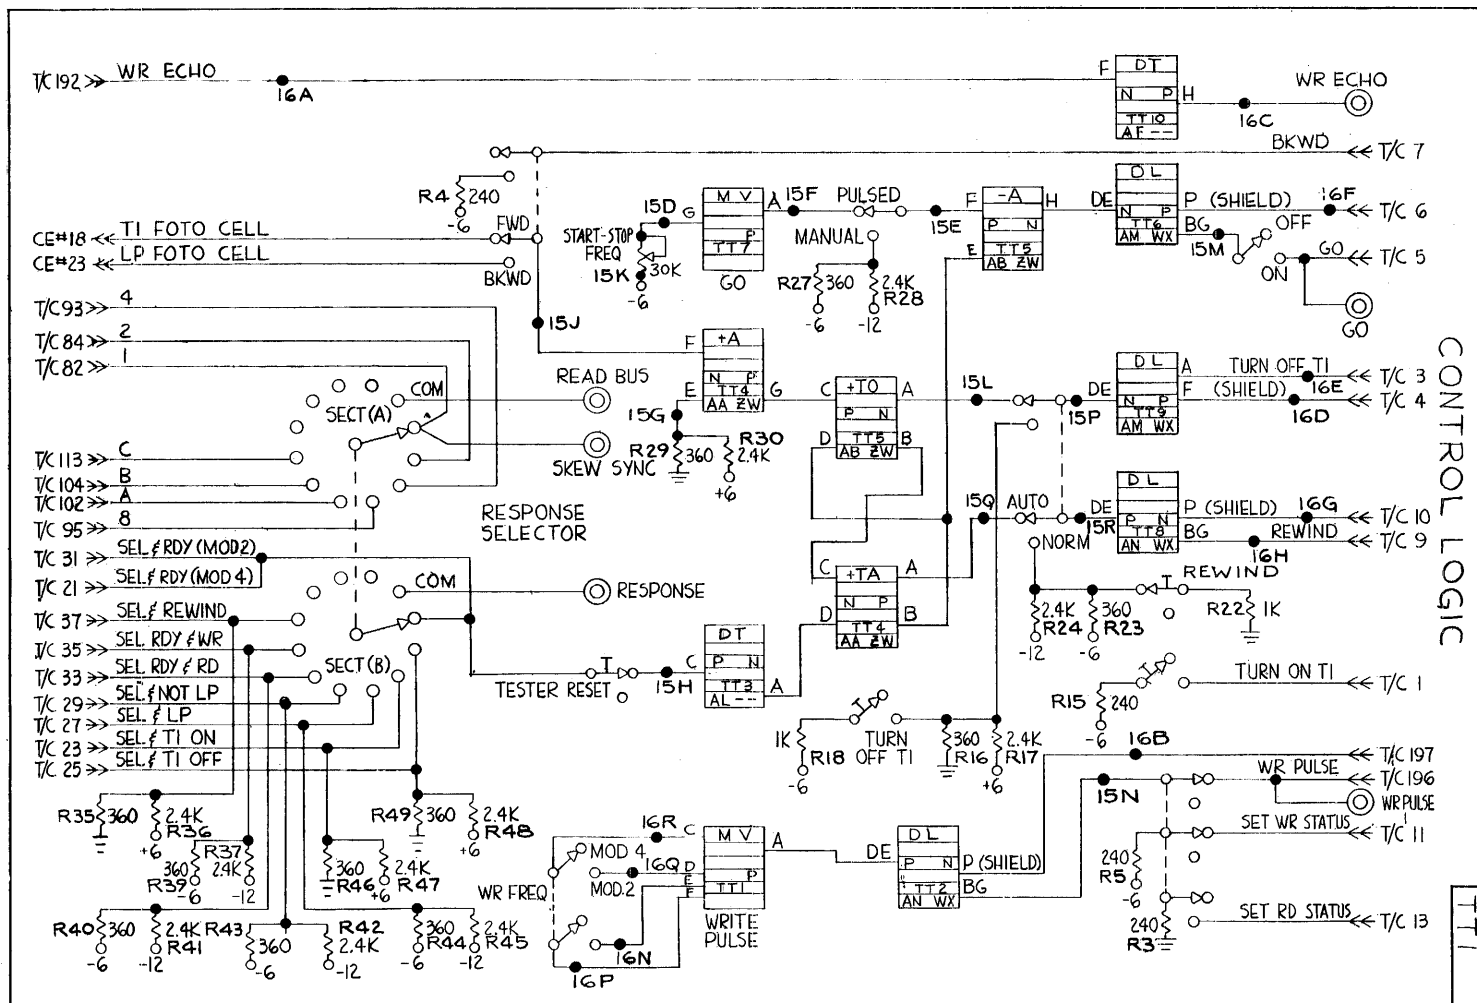 T/C 192 WR ECHO
16A
F DT
N P H
TT10
AF --
16C
WR ECHO
BKWD T/C 7
R4 240
-6
CE#18 T1 FOTO CELL
CE#23 LP FOTO CELL
FWD
BKWD
15J
15D G
START-STOP
FREQ
15K 30K
-6
MV A
P
TT7
GO
15F PULSED
MANUAL
15E
R27 360
-6
2.4K
R28
-12
F -A H
P N
E TT5
AB ZW
DL
DE N P
TT6
AM WX
P (SHIELD) 16F T/C 6
BG
15M
OFF
ON
GO T/C 5
GO
T/C 93 4
T/C 84 2
T/C 82 1
COM
SECT(A)
READ BUS
SKEW SYNC
T/C 113 C
T/C 104 B
T/C 102 A
T/C 95 8
RESPONSE
SELECTOR
F +A
N P
E TT4 G
AA ZW
15G
R29 360
R30
2.4K
+6
C +TO A
P N
D TT5 B
AB ZW
15L
15P
DE
DL A
N P F
TT9
AM WX
TURN OFF T1 T/C 3
(SHIELD) 16E T/C 4
16D
15Q AUTO
NORM
15R
DE
DL
P N
TT8
AN WX
P (SHIELD) 16G T/C 10
BG REWIND T/C 9
16H
CONTROL LOGIC
T/C 31 SEL & RDY (MOD 2)
T/C 21 SEL & RDY (MOD 4)
T/C 37 SEL & REWIND
T/C 35 SEL RDY & WR
T/C 33 SEL RDY & RD
T/C 29 SEL & NOT LP
T/C 27 SEL & LP
T/C 23 SEL & T1 ON
T/C 25 SEL & T1 OFF
COM
SECT(B)
RESPONSE
TESTER RESET
15H
C DT
P N
TT3 A
AL --
C +TA A
N P
D TT4 B
AA ZW
2.4K
R24
-12
360
R23
-6
REWIND
R22 1K
TURN ON T1 T/C 1
R15 240
-6
1K
R18
-6
TURN
OFF T1
360
R16
2.4K
R17
+6
16B T/C 197
WR PULSE T/C 196
15N
WR PULSE
SET WR STATUS T/C 11
240
R5
-6
SET RD STATUS T/C 13
240
R3
R35 360
2.4K
R36
+6
360
R39
-6
R37
2.4K
-12
R49 360
2.4K
R48
+6
360
R46
2.4K
R47
+6
R40 360
-6
2.4K
R41
-12
R43
360
-6
R42
2.4K
-12
360
R44
-6
2.4K
R45
-12
WR FREQ
MOD 4
MOD.2
16R C
16Q D
E
F
16N
16P
MV A
P
TT1
WRITE
PULSE
DE DL
P N
TT2
AN WX
P (SHIELD)
BG
TT1